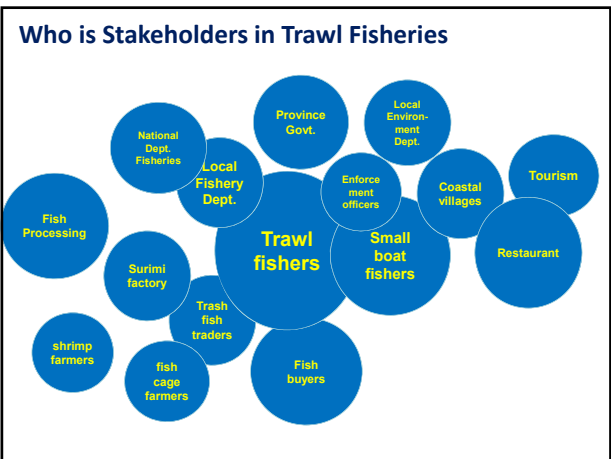 Who is Stakeholders in Trawl Fisheries
Province
Govt.
Local
Environ-
ment
Dept.
National
Dept.
Fisheries
Local
Fishery
Dept.
Enforce
ment
officers
Coastal
villages
Tourism
Fish
Processing
Trawl
fishers
Small
boat
fishers
Restaurant
Surimi
factory
Trash
fish
traders
shrimp
farmers
fish
cage
farmers
Fish
buyers